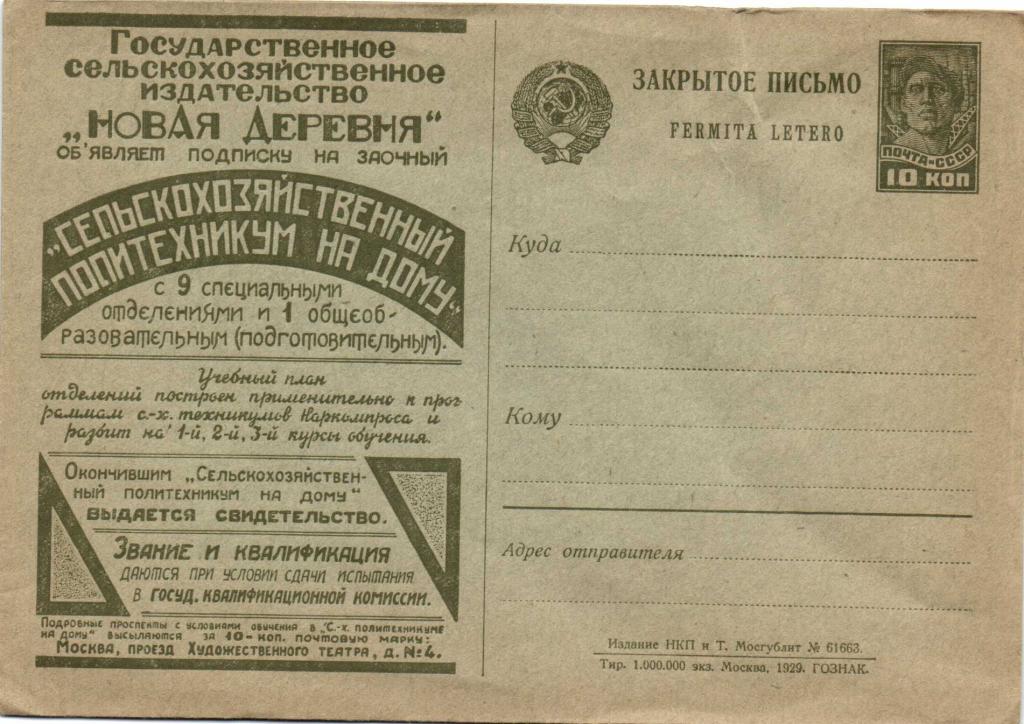 Государственное
сельскохозяйственное
издательство
„Новая Деревня“
об'являет подписку на заочный
„Сельскохозяйственный
политехникум на дому“
с 9 специальными
отделениями и 1 общеоб-
разовательным (подготовительным).
Учебный план
отделений построен применительно к прог
раммам с.-х. техникумов Наркомпроса и
разбит на 1-й, 2-й, 3-й курсы обучения.
Окончившим „Сельскохозяйствен-
ный политехникум на дому“
выдается свидетельство.
Звание и квалификация
даются при условии сдачи испытания
в госуд. квалификационной комиссии.
Подробные проспекты с условиями обучения в „С.-х. политехникуме
на дому“ высылаются за 10-коп. почтовую марку:
Москва, проезд Художественного театра, д. №4.
ЗАКРЫТОЕ ПИСЬМО
FERMITA LETERO
ПОЧТА-СССР
10 КОП
Куда
Кому
Адрес отправителя
Издание НКП и Т. Мосгублит № 61663.
Тир. 1.000.000 экз. Москва, 1929. ГОЗНАК.